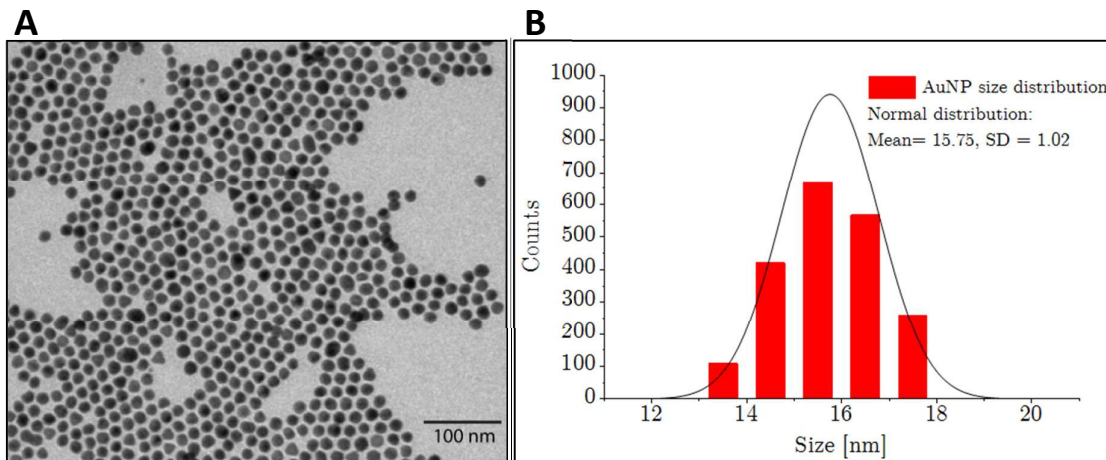 A
100 nm
B
1000
900
800
700
600
500
400
300
200
100
0
Counts
12 14 16 18 20
Size [nm]
AuNP size distribution
Normal distribution:
Mean= 15.75, SD = 1.02